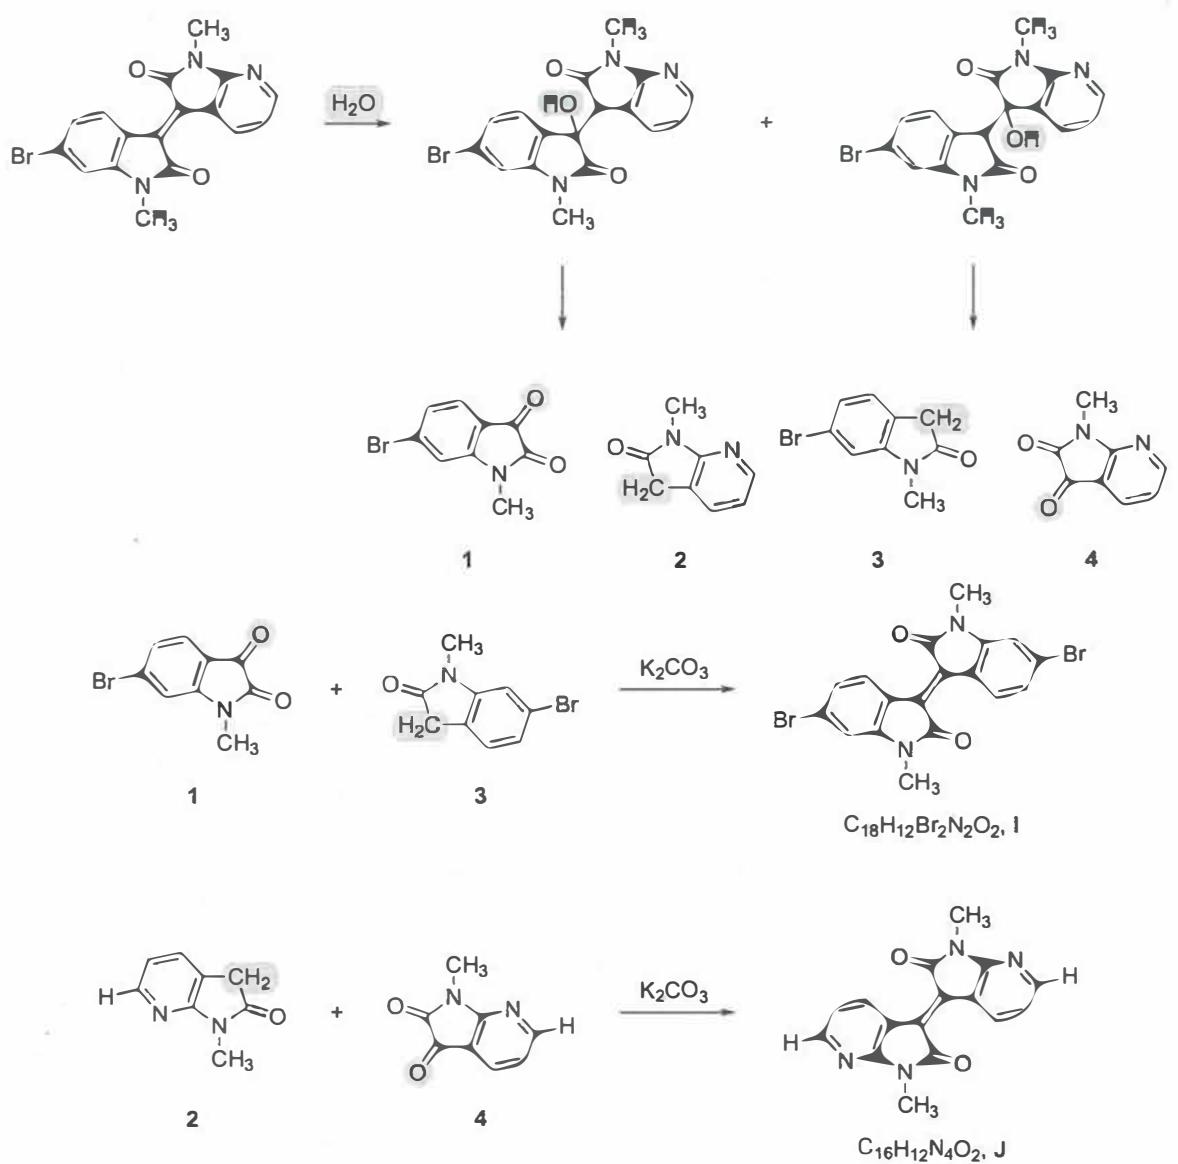 CH₃
N
O
N
Br
O
N
CH₃
H₂O
CH₃
N
O
N
HO
Br
O
N
CH₃
+
CH₃
N
O
N
OH
Br
O
N
CH₃
O
Br
O
N
CH₃
1
CH₃
N
O
N
H₂C
2
CH₂
Br
O
N
CH₃
3
CH₃
N
O
N
O
4
O
Br
O
N
CH₃
1
+
CH₃
N
O
Br
H₂C
3
K₂CO₃
CH₃
N
O
Br
Br
O
N
CH₃
C₁₈H₁₂Br₂N₂O₂, I
CH₂
H
N
O
N
CH₃
2
+
CH₃
N
O
N
H
O
4
K₂CO₃
CH₃
N
O
N
H
H
N
O
N
CH₃
C₁₆H₁₂N₄O₂, J